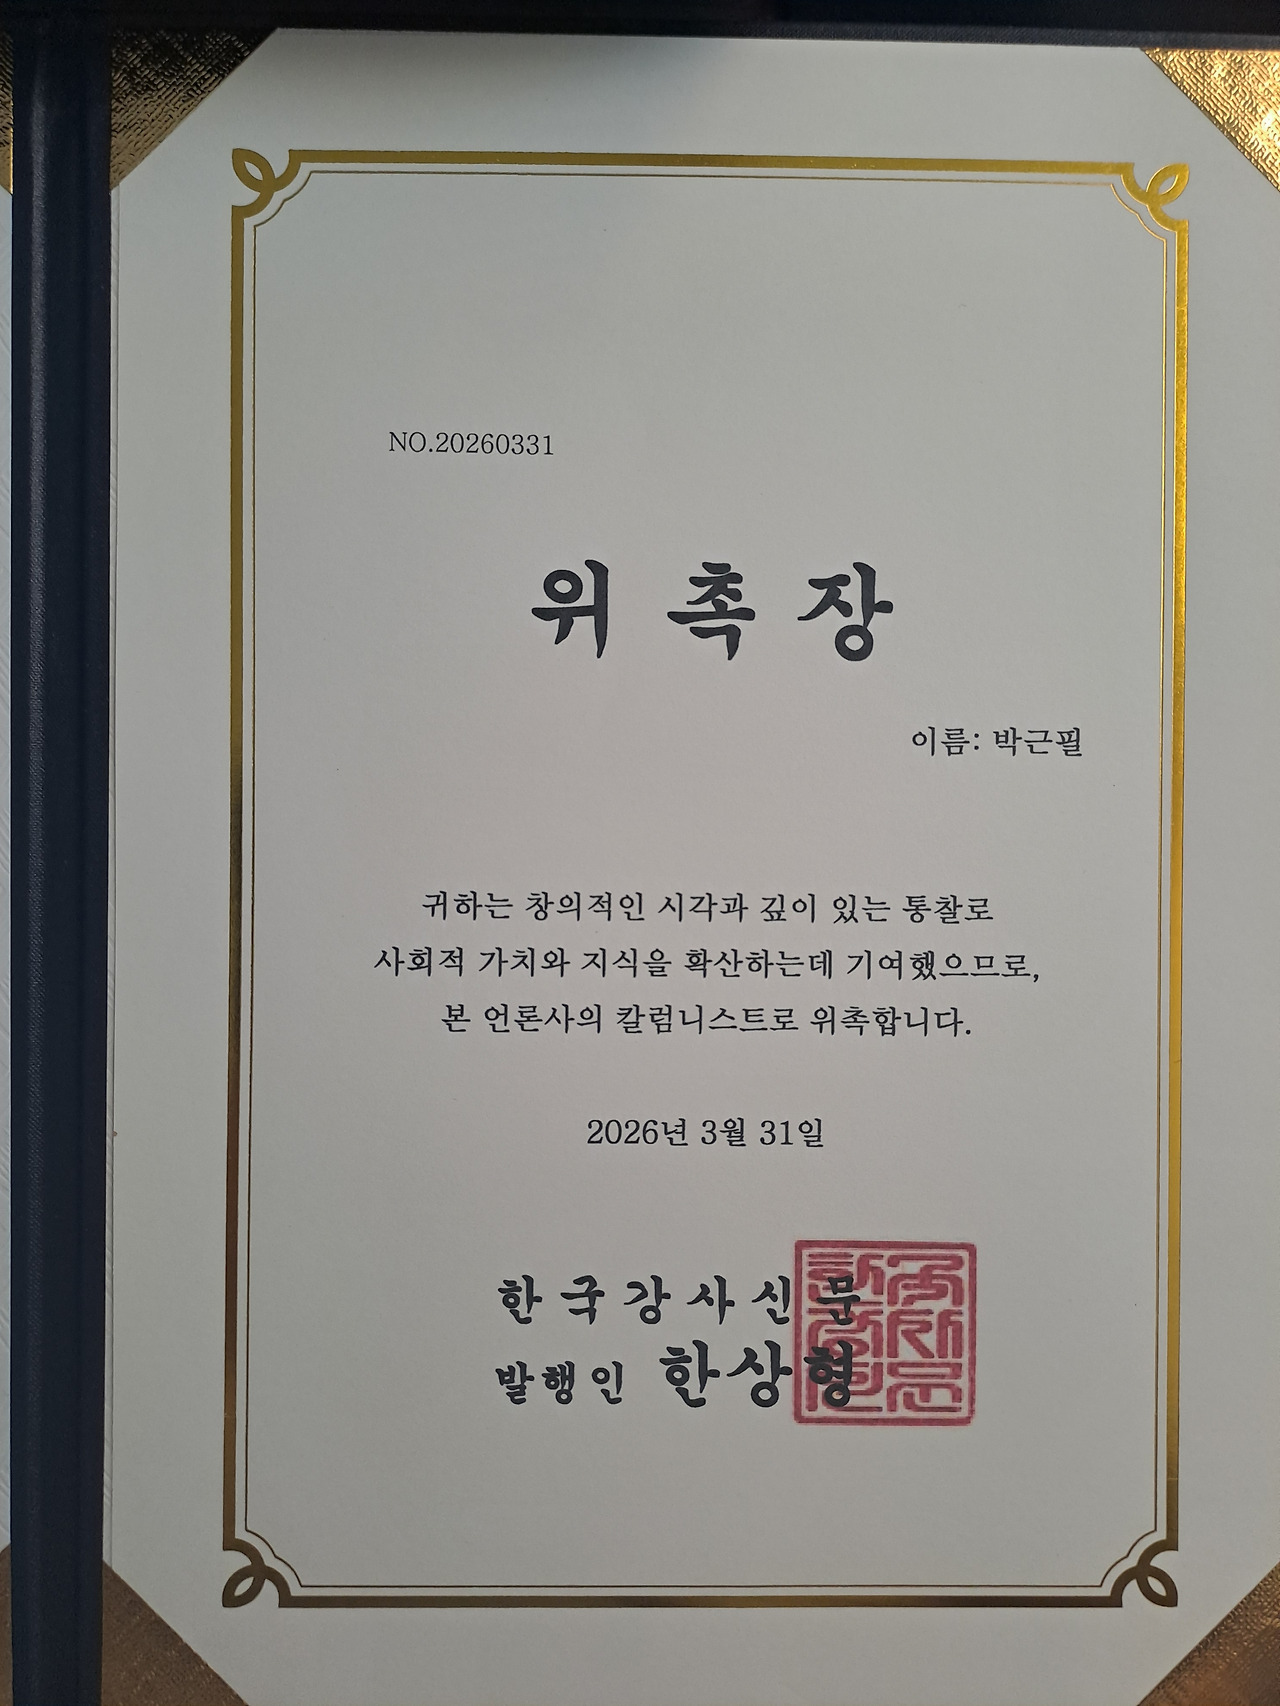 NO.20260331
위 촉 장
이름: 박근필
귀하는 창의적인 시각과 깊이 있는 통찰로
사회적 가치와 지식을 확산하는데 기여했으므로,
본 언론사의 칼럼니스트로 위촉합니다.
2026년 3월 31일
한국강사신문
발행인 한상형